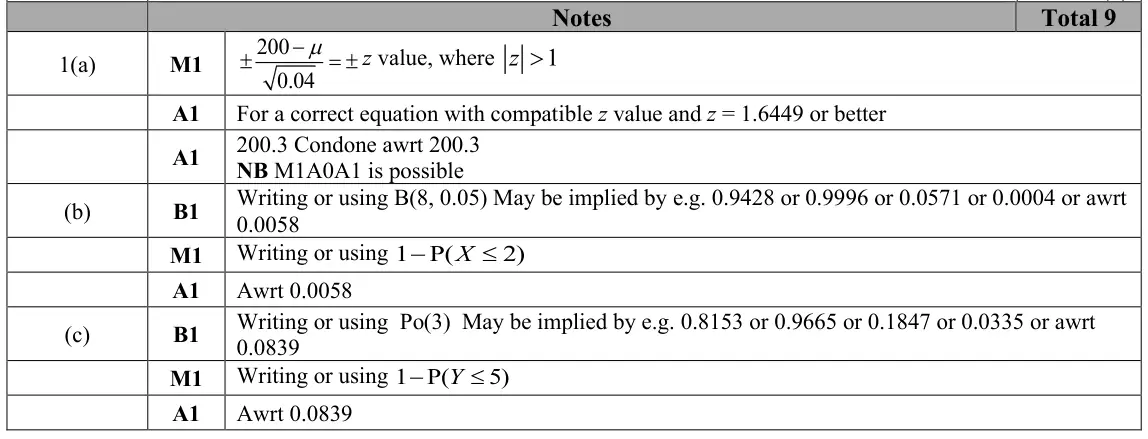 Notes Total 9
1(a) M1 ± (200 − μ)/√0.04 = ± z value, where |z| > 1
A1 For a correct equation with compatible z value and z = 1.6449 or better
A1 200.3 Condone awrt 200.3
NB M1A0A1 is possible
(b) B1 Writing or using B(8, 0.05) May be implied by e.g. 0.9428 or 0.9996 or 0.0571 or 0.0004 or awrt
0.0058
M1 Writing or using 1 − P(X ≤ 2)
A1 Awrt 0.0058
(c) B1 Writing or using Po(3) May be implied by e.g. 0.8153 or 0.9665 or 0.1847 or 0.0335 or awrt
0.0839
M1 Writing or using 1 − P(Y ≤ 5)
A1 Awrt 0.0839